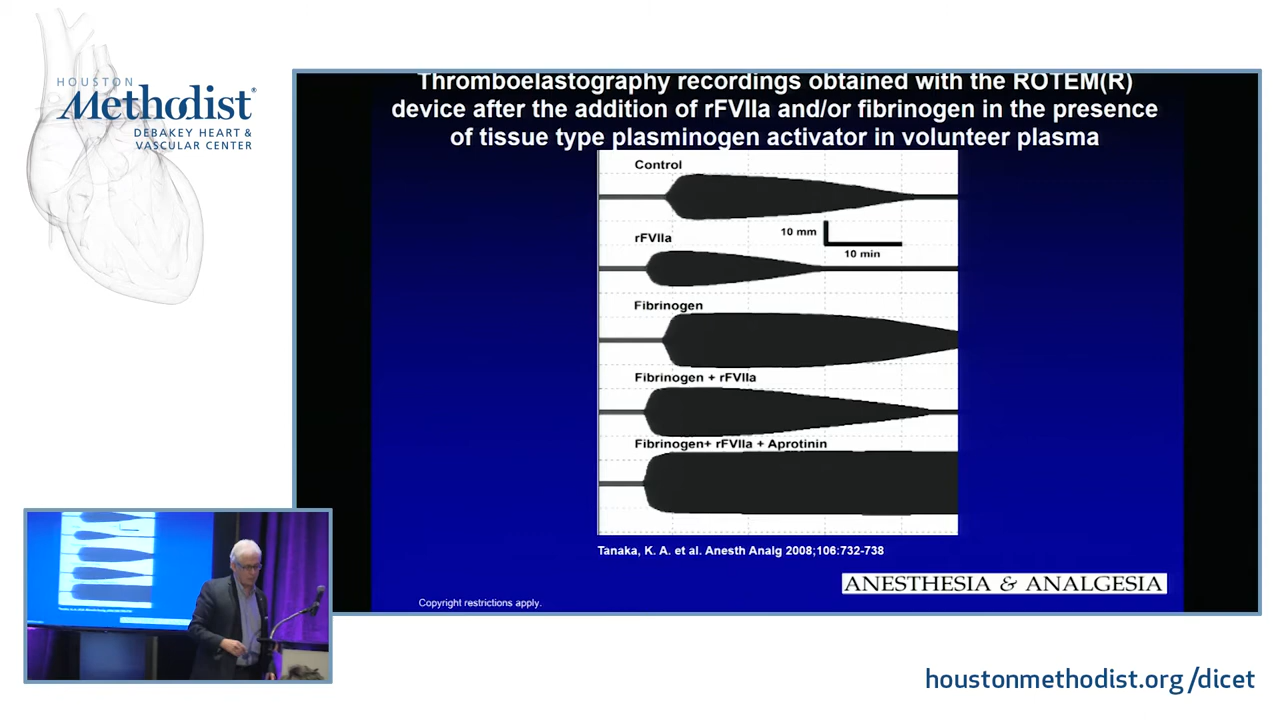 HOUSTON
Methodist®
DEBAKEY HEART &
VASCULAR CENTER
Thromboelastography recordings obtained with the ROTEM(R)
device after the addition of rFVIIa and/or fibrinogen in the presence
of tissue type plasminogen activator in volunteer plasma
Control
10 mm
10 min
rFVIIa
Fibrinogen
Fibrinogen + rFVIIa
Fibrinogen+ rFVIIa + Aprotinin
Tanaka, K. A. et al. Anesth Analg 2008;106:732-738
ANESTHESIA & ANALGESIA
Copyright restrictions apply.
houstonmethodist.org/dicet